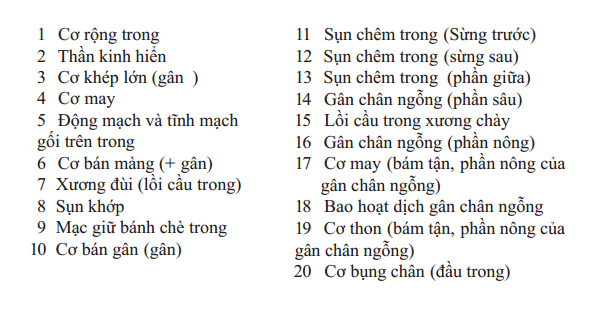 1 Cơ rộng trong
2 Thần kinh hiển
3 Cơ khép lớn (gân )
4 Cơ may
5 Động mạch và tĩnh mạch
gối trên trong
6 Cơ bán màng (+ gân)
7 Xương đùi (lồi cầu trong)
8 Sụn khớp
9 Mạc giữ bánh chè trong
10 Cơ bán gân (gân)
11 Sụn chêm trong (Sừng trước)
12 Sụn chêm trong (sừng sau)
13 Sụn chêm trong (phần giữa)
14 Gân chân ngỗng (phần sâu)
15 Lồi cầu trong xương chày
16 Gân chân ngỗng (phần nông)
17 Cơ may (bám tận, phần nông của
gân chân ngỗng)
18 Bao hoạt dịch gân chân ngỗng
19 Cơ thon (bám tận, phần nông của
gân chân ngỗng)
20 Cơ bụng chân (đầu trong)